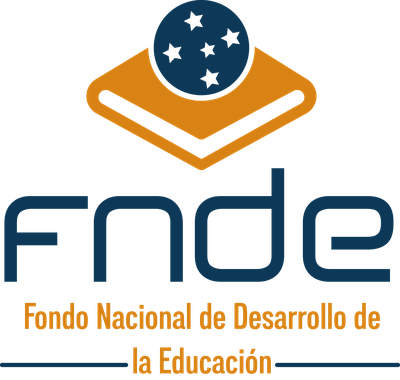 fnde
Fondo Nacional de Desarrollo de
la Educación